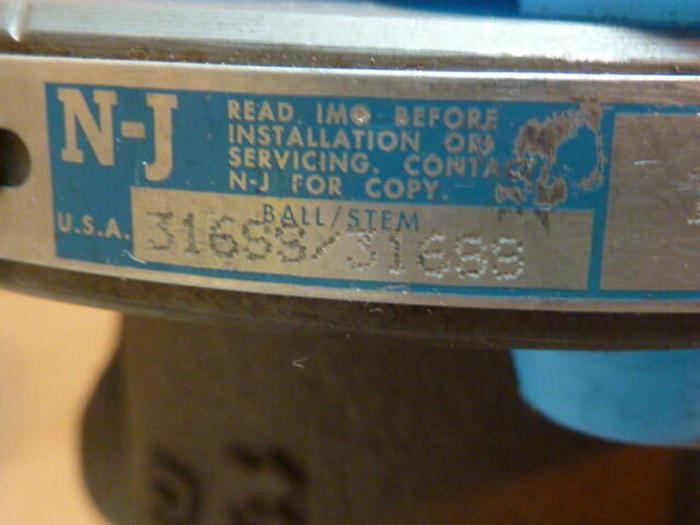 N-J
READ IMO BEFORE
INSTALLATION OR
SERVICING. CONTACT
N-J FOR COPY.
U.S.A.
BALL/STEM
316SS/316SS